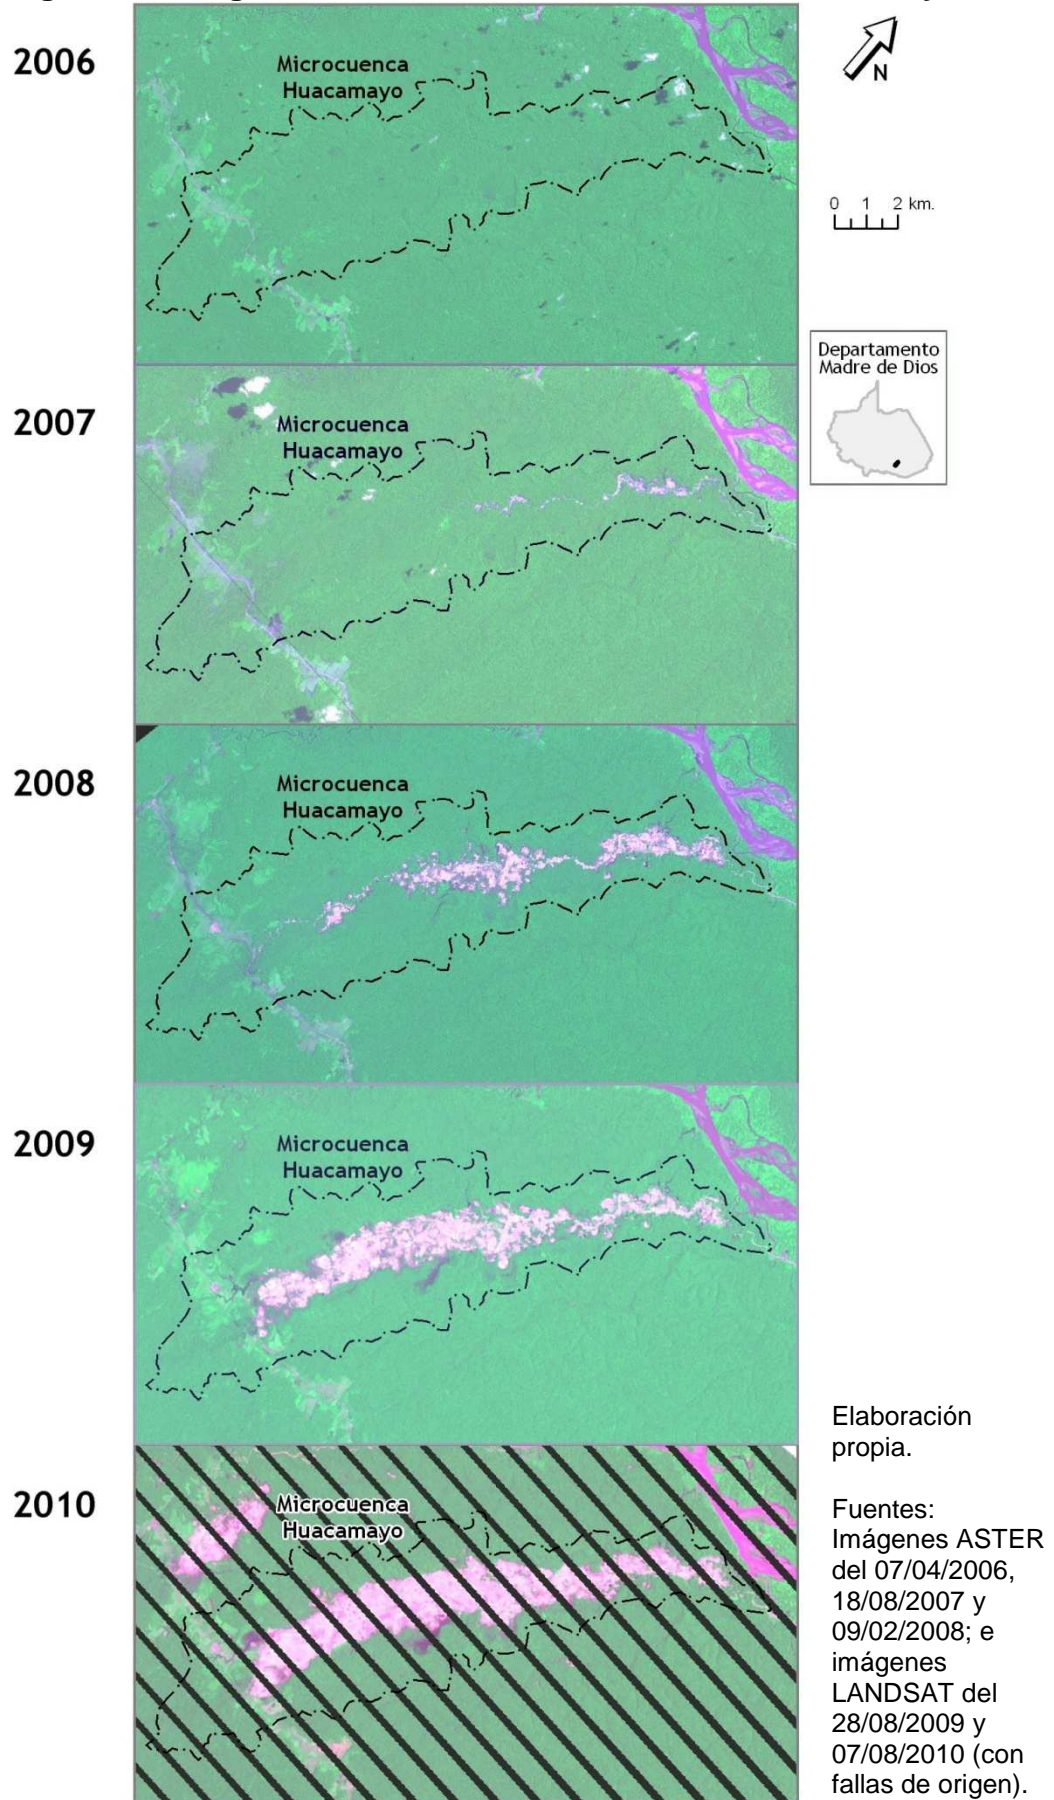 2006
Microcuenca
Huacamayo
N
0 1 2 km.
Departamento
Madre de Dios
2007
Microcuenca
Huacamayo
2008
Microcuenca
Huacamayo
2009
Microcuenca
Huacamayo
2010
Microcuenca
Huacamayo
Elaboración
propia.
Fuentes:
Imágenes ASTER
del 07/04/2006,
18/08/2007 y
09/02/2008; e
imágenes
LANDSAT del
28/08/2009 y
07/08/2010 (con
fallas de origen).